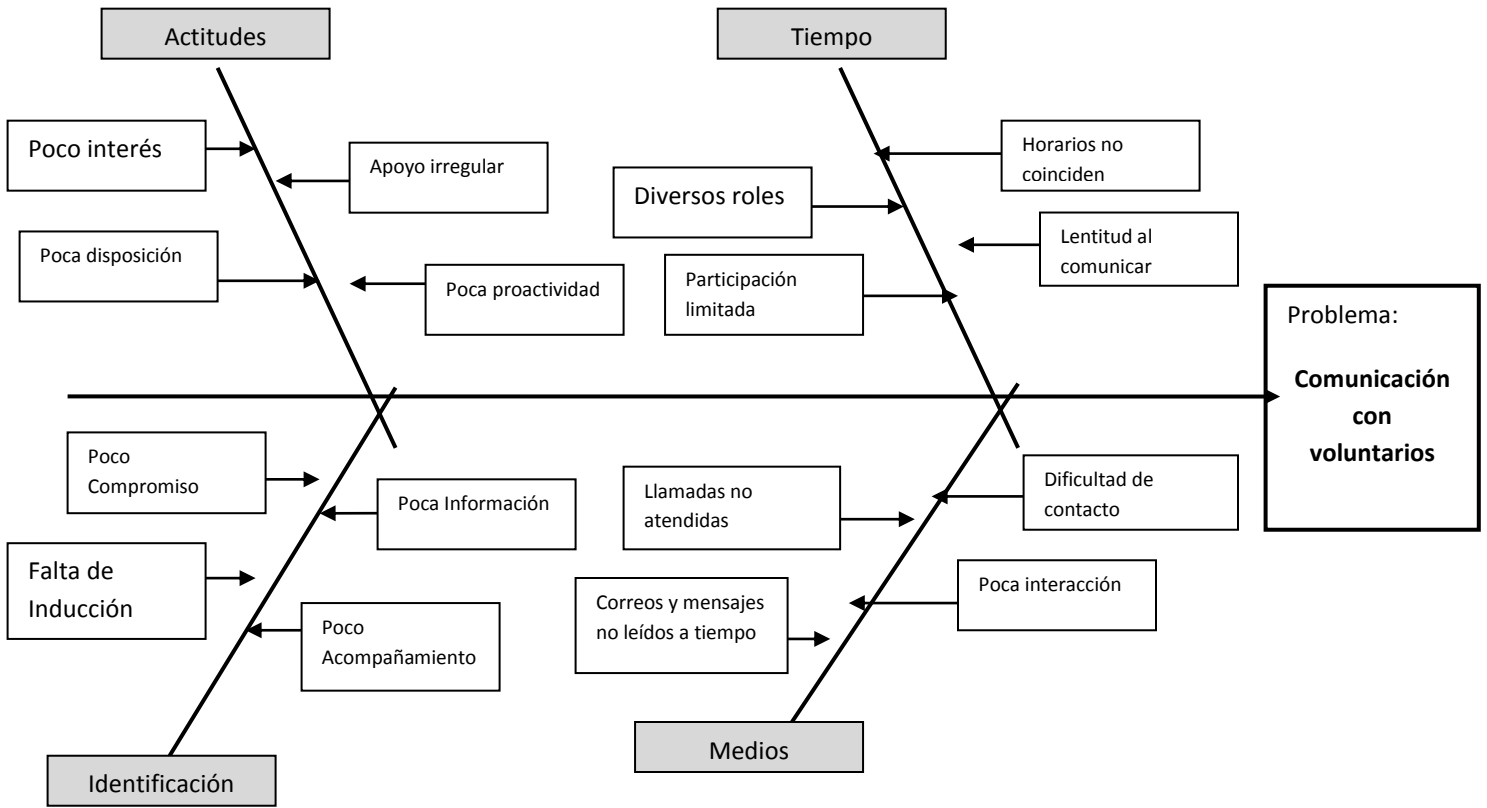 Actitudes
Tiempo
Poco interés
Apoyo irregular
Horarios no
coinciden
Diversos roles
Poca disposición
Poca proactividad
Lentitud al
comunicar
Participación
limitada
Problema:
Comunicación
con
voluntarios
Poco
Compromiso
Poca Información
Llamadas no
atendidas
Dificultad de
contacto
Falta de
Inducción
Poco
Acompañamiento
Correos y mensajes
no leídos a tiempo
Poca interacción
Identificación
Medios